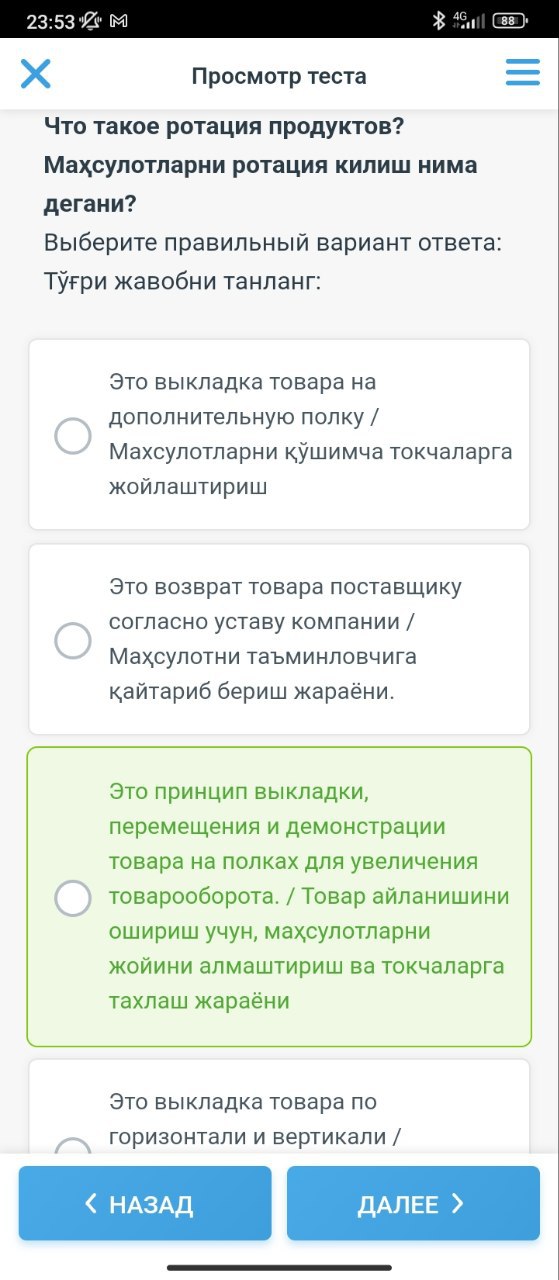 23:53
4G
88
Просмотр теста
Что такое ротация продуктов?
Маҳсулотларни ротация килиш нима
дегани?
Выберите правильный вариант ответа:
Тўғри жавобни танланг:
Это выкладка товара на
дополнительную полку /
Махсулотларни қўшимча токчаларга
жойлаштириш
Это возврат товара поставщику
согласно уставу компании /
Маҳсулотни таъминловчига
қайтариб бериш жараёни.
Это принцип выкладки,
перемещения и демонстрации
товара на полках для увеличения
товарооборота. / Товар айланишини
ошириш учун, маҳсулотларни
жойини алмаштириш ва токчаларга
тахлаш жараёни
Это выкладка товара по
горизонтали и вертикали /
НАЗАД
ДАЛЕЕ